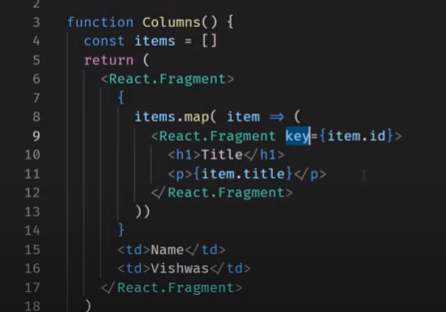 2
3 function Columns() {
4 const items = []
5 return (
6 <React.Fragment>
7 {
8 items.map( item ⇒ (
9 <React.Fragment key={item.id}>
10 <h1>Title</h1>
11 <p>{item.title}</p>
12 </React.Fragment>
13 ))
14 }
15 <td>Name</td>
16 <td>Vishwas</td>
17 </React.Fragment>
18 )